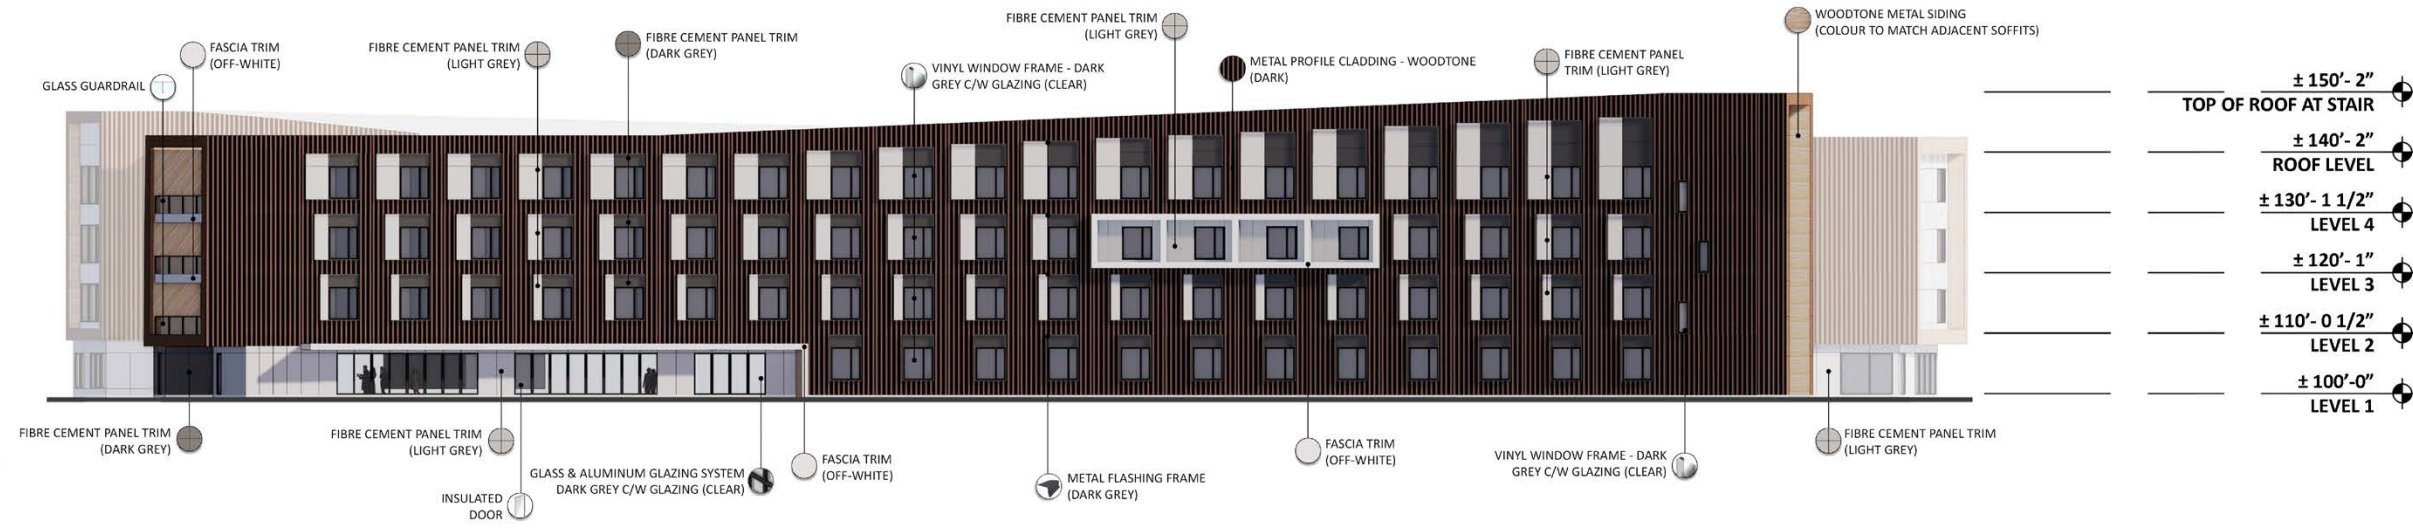 FASCIA TRIM
(OFF-WHITE)
GLASS GUARDRAIL
FIBRE CEMENT PANEL TRIM
(LIGHT GREY)
FIBRE CEMENT PANEL TRIM
(DARK GREY)
VINYL WINDOW FRAME - DARK
GREY C/W GLAZING (CLEAR)
FIBRE CEMENT PANEL TRIM
(LIGHT GREY)
METAL PROFILE CLADDING - WOODTONE
(DARK)
FIBRE CEMENT PANEL
TRIM (LIGHT GREY)
WOODTONE METAL SIDING
(COLOUR TO MATCH ADJACENT SOFFITS)
± 150’- 2”
TOP OF ROOF AT STAIR
± 140’- 2”
ROOF LEVEL
± 130’- 1 1/2”
LEVEL 4
± 120’- 1”
LEVEL 3
± 110’- 0 1/2”
LEVEL 2
± 100’-0”
LEVEL 1
FIBRE CEMENT PANEL TRIM
(DARK GREY)
FIBRE CEMENT PANEL TRIM
(LIGHT GREY)
INSULATED
DOOR
GLASS & ALUMINUM GLAZING SYSTEM
DARK GREY C/W GLAZING (CLEAR)
FASCIA TRIM
(OFF-WHITE)
METAL FLASHING FRAME
(DARK GREY)
FASCIA TRIM
(OFF-WHITE)
VINYL WINDOW FRAME - DARK
GREY C/W GLAZING (CLEAR)
FIBRE CEMENT PANEL TRIM
(LIGHT GREY)